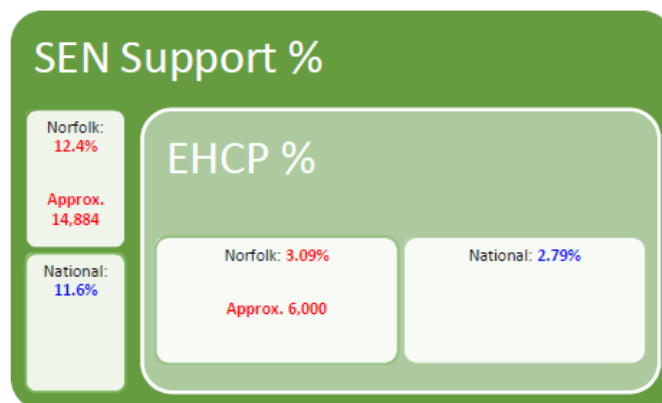 SEN Support %
Norfolk:
12.4%
Approx.
14,884
National:
11.6%
EHCP %
Norfolk: 3.09%
Approx. 6,000
National: 2.79%